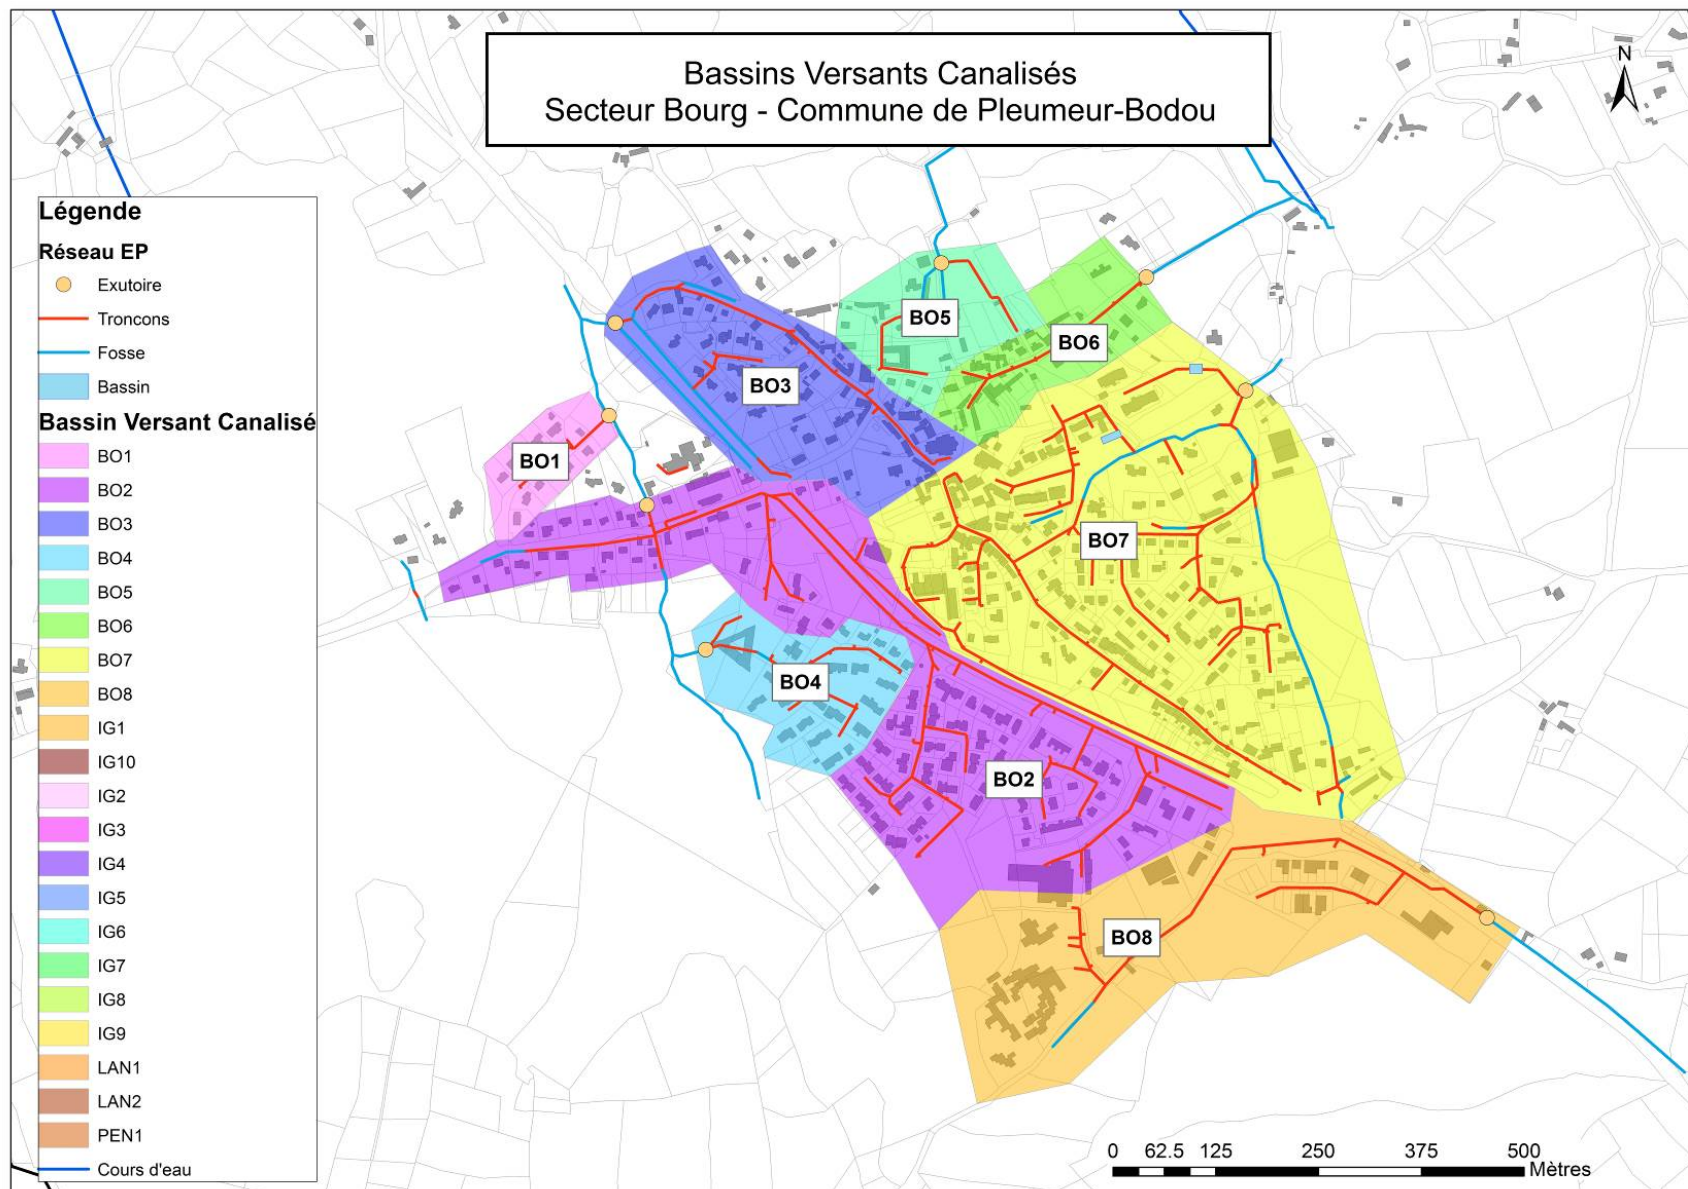 Bassins Versants Canalisés
Secteur Bourg - Commune de Pleumeur-Bodou
N
Légende
Réseau EP
Exutoire
Troncons
Fosse
Bassin
Bassin Versant Canalisé
BO1
BO2
BO3
BO4
BO5
BO6
BO7
BO8
IG1
IG10
IG2
IG3
IG4
IG5
IG6
IG7
IG8
IG9
LAN1
LAN2
PEN1
Cours d'eau
BO5
BO6
BO3
BO1
BO7
BO4
BO2
BO8
0 62.5 125 250 375 500
Mètres